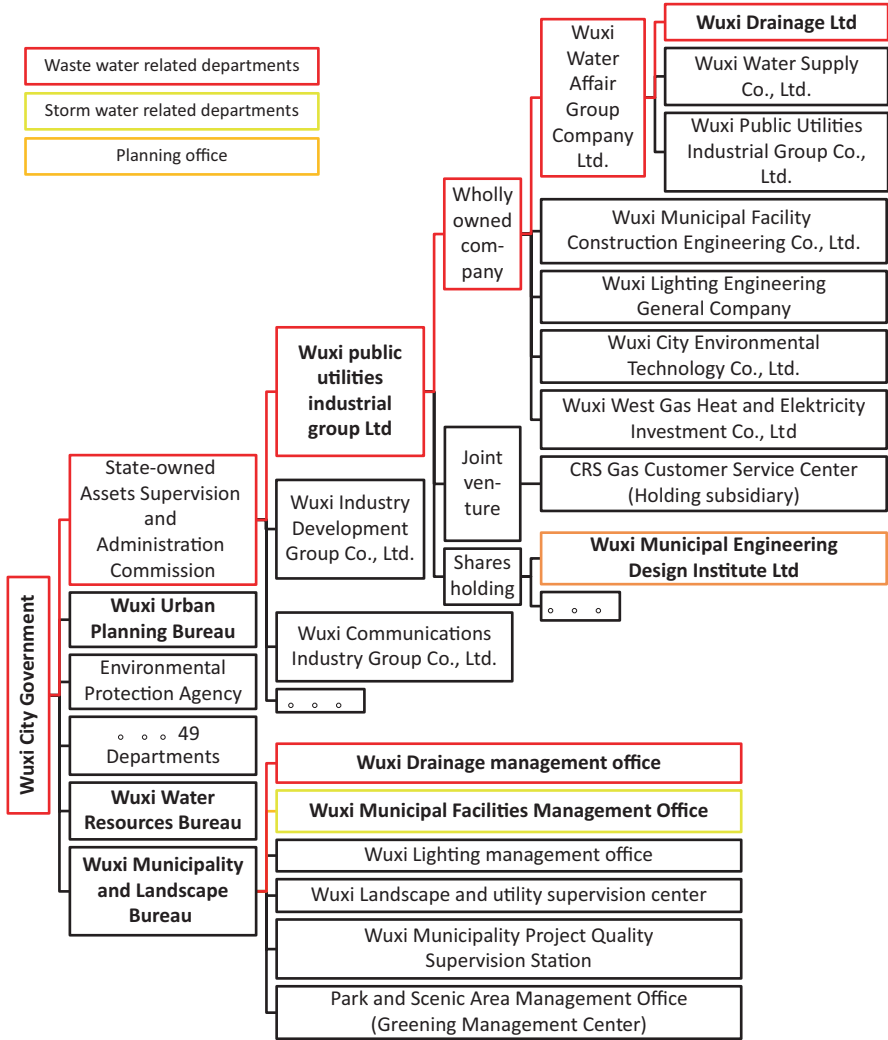 Waste water related departments
Storm water related departments
Planning office
Wuxi City Government
State-owned
Assets Supervision
and
Administration
Commission
Wuxi Urban
Planning Bureau
Environmental
Protection Agency
° ° ° 49
Departments
Wuxi Water
Resources Bureau
Wuxi Municipality
and Landscape
Bureau
Wuxi public
utilities
industrial
group Ltd
Wuxi Industry
Development
Group Co., Ltd.
Wuxi Communications
Industry Group Co., Ltd.
° ° °
Wholly
owned
com-
pany
Joint
ven-
ture
Shares
holding
Wuxi
Water
Affair
Group
Company
Ltd.
Wuxi Drainage Ltd
Wuxi Water Supply
Co., Ltd.
Wuxi Public Utilities
Industrial Group Co.,
Ltd.
Wuxi Municipal Facility
Construction Engineering Co., Ltd.
Wuxi Lighting Engineering
General Company
Wuxi City Environmental
Technology Co., Ltd.
Wuxi West Gas Heat and Elektricity
Investment Co., Ltd
CRS Gas Customer Service Center
(Holding subsidiary)
Wuxi Municipal Engineering
Design Institute Ltd
° ° °
Wuxi Drainage management office
Wuxi Municipal Facilities Management Office
Wuxi Lighting management office
Wuxi Landscape and utility supervision center
Wuxi Municipality Project Quality
Supervision Station
Park and Scenic Area Management Office
(Greening Management Center)